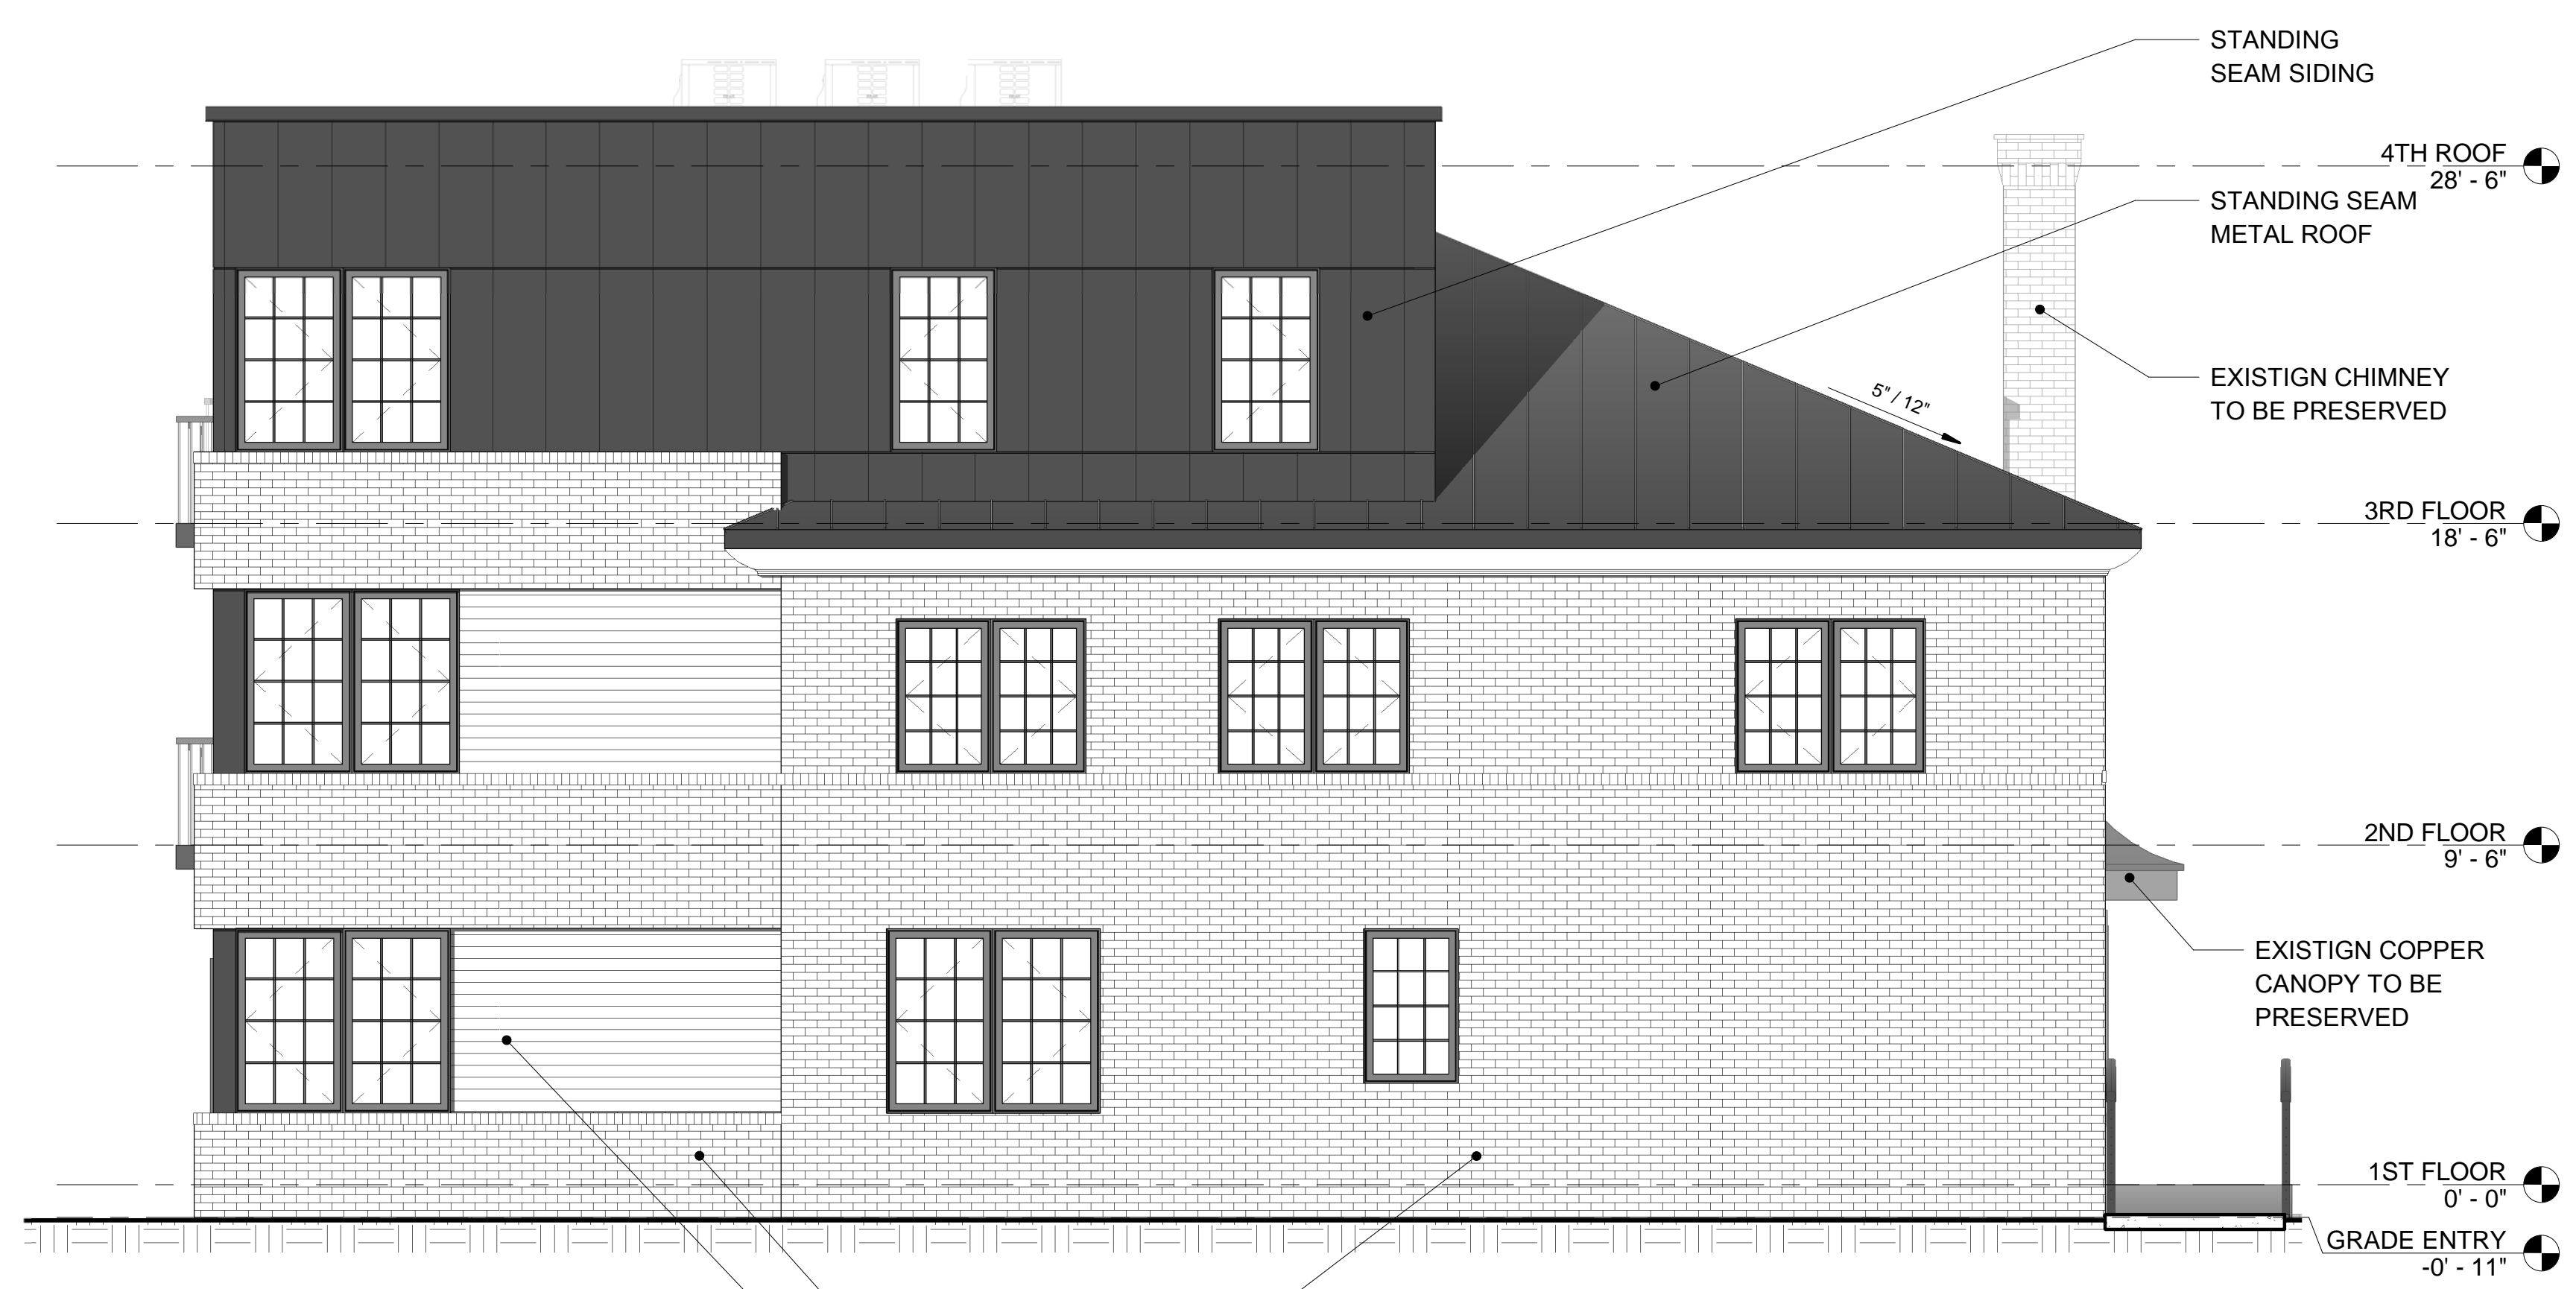 STANDING
SEAM SIDING
4TH ROOF
28' - 6"
STANDING SEAM
METAL ROOF
EXISTIGN CHIMNEY
TO BE PRESERVED
5" / 12"
3RD FLOOR
18' - 6"
2ND FLOOR
9' - 6"
EXISTIGN COPPER
CANOPY TO BE
PRESERVED
1ST FLOOR
0' - 0"
GRADE ENTRY
-0' - 11"